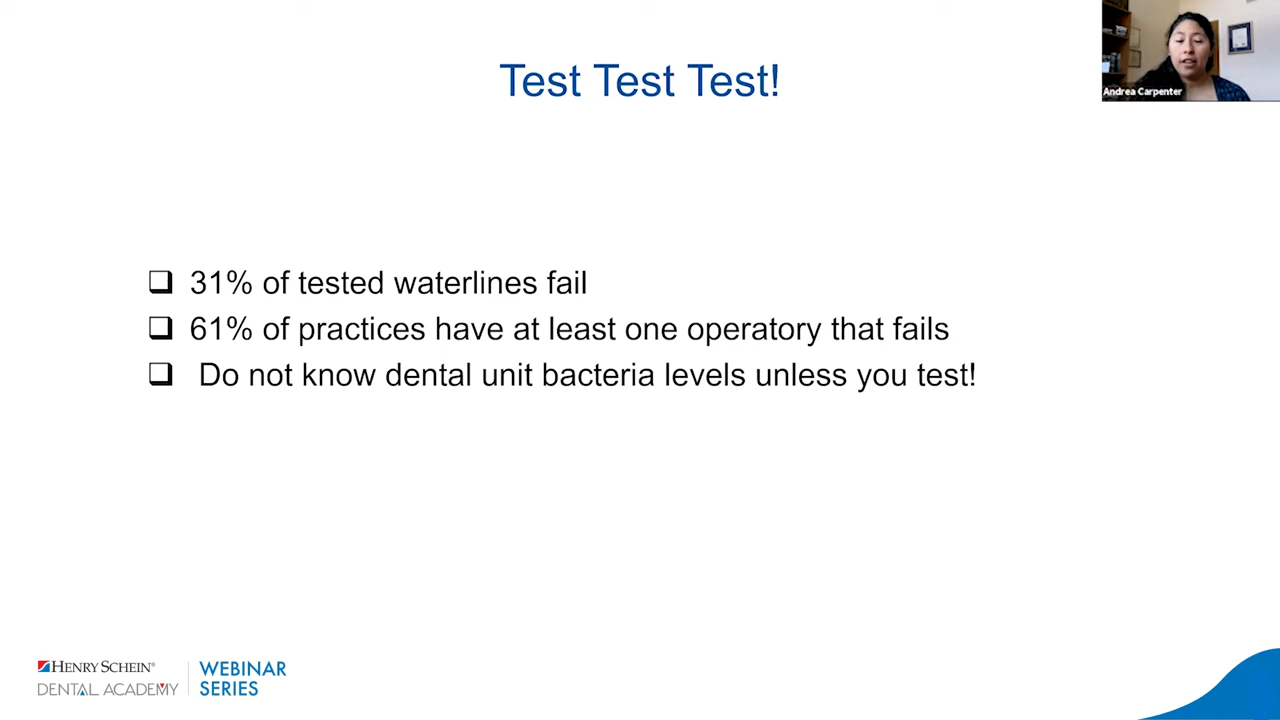 Test Test Test!
Andrea Carpenter
31% of tested waterlines fail
61% of practices have at least one operatory that fails
Do not know dental unit bacteria levels unless you test!
HENRY SCHEIN®
DENTAL ACADEMY
WEBINAR
SERIES